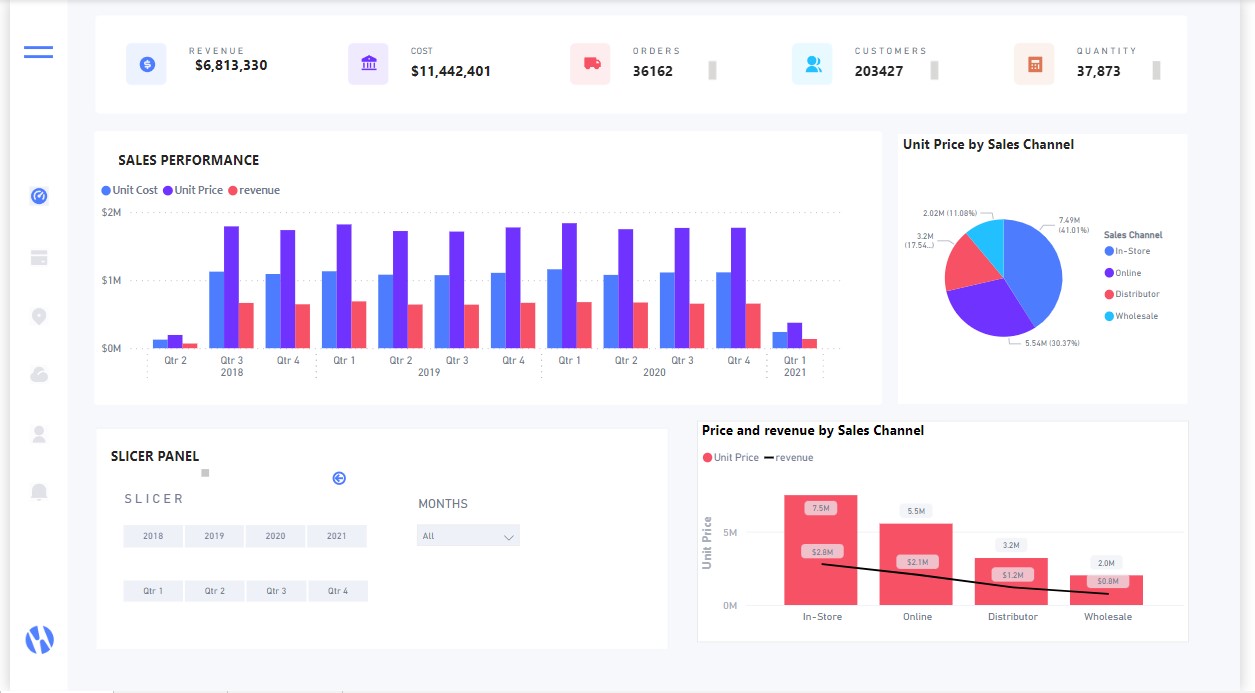 REVENUE
$6,813,330
COST
$11,442,401
ORDERS
36162
CUSTOMERS
203427
QUANTITY
37,873
SALES PERFORMANCE
Unit Cost Unit Price revenue
$2M
$1M
$0M
Qtr 2 Qtr 3 Qtr 4 Qtr 1 Qtr 2 Qtr 3 Qtr 4 Qtr 1 Qtr 2 Qtr 3 Qtr 4 Qtr 1
2018 2019 2020 2021
Unit Price by Sales Channel
2.02M (11.08%)
7.49M
(41.01%)
3.2M
(17.54...)
5.54M (30.37%)
Sales Channel
In-Store
Online
Distributor
Wholesale
SLICER PANEL
SLICER
2018 2019 2020 2021
Qtr 1 Qtr 2 Qtr 3 Qtr 4
MONTHS
All
Price and revenue by Sales Channel
Unit Price revenue
Unit Price
5M
0M
7.5M
5.5M
3.2M
2.0M
$2.8M
$2.1M
$1.2M
$0.8M
In-Store Online Distributor Wholesale